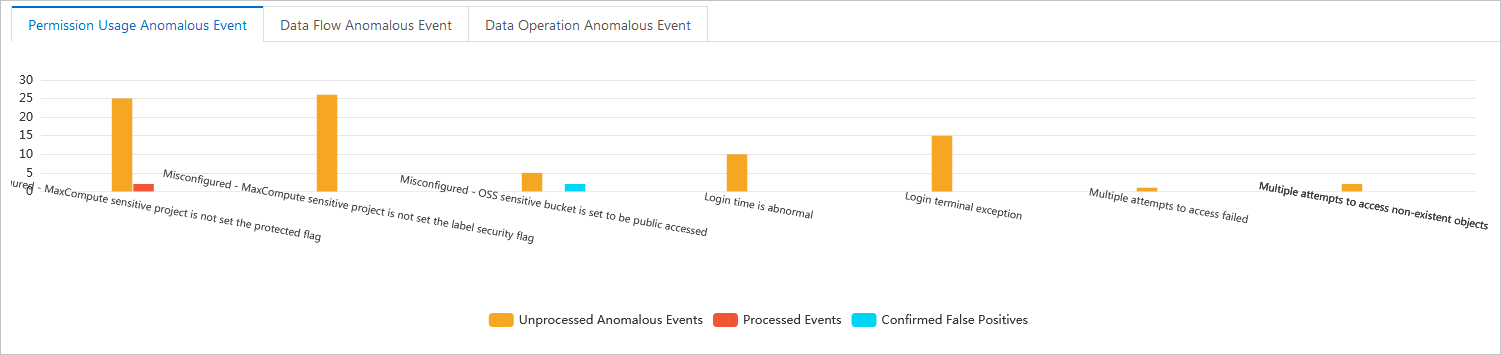 Permission Usage Anomalous Event
Data Flow Anomalous Event
Data Operation Anomalous Event
30
25
20
15
10
5
0
- MaxCompute sensitive project is not set the protected flag
Misconfigured - MaxCompute sensitive project is not set the label security flag
Misconfigured - OSS sensitive bucket is set to be public accessed
Login time is abnormal
Login terminal exception
Multiple attempts to access failed
Multiple attempts to access non-existent objects
Unprocessed Anomalous Events
Processed Events
Confirmed False Positives